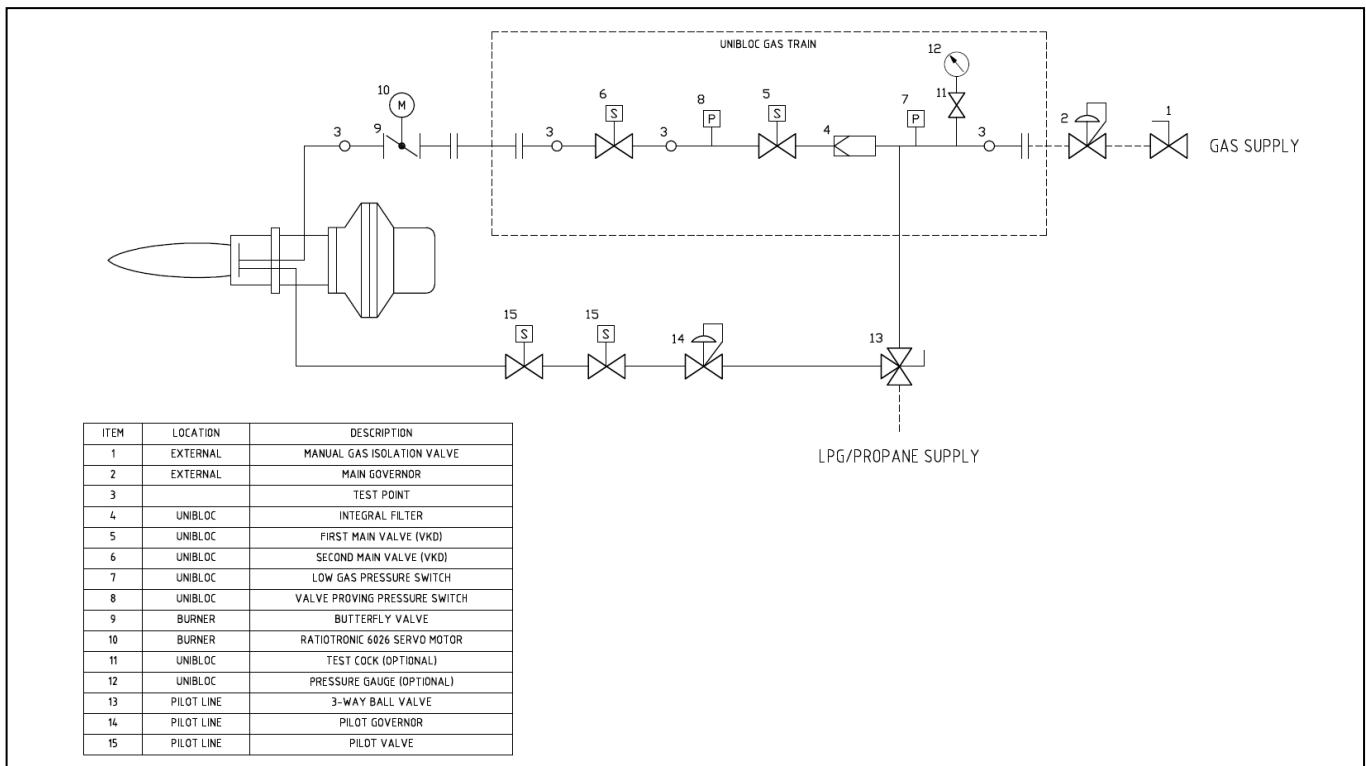 UNIBLOC GAS TRAIN
12
10
M
6
S
8
P
5
S
7
P
11
2
1
3
9
3
3
4
3
GAS SUPPLY
15
S
15
S
14
13
LPG/PROPANE SUPPLY
ITEM LOCATION DESCRIPTION
1 EXTERNAL MANUAL GAS ISOLATION VALVE
2 EXTERNAL MAIN GOVERNOR
3 TEST POINT
4 UNIBLOC INTEGRAL FILTER
5 UNIBLOC FIRST MAIN VALVE (VKD)
6 UNIBLOC SECOND MAIN VALVE (VKD)
7 UNIBLOC LOW GAS PRESSURE SWITCH
8 UNIBLOC VALVE PROVING PRESSURE SWITCH
9 BURNER BUTTERFLY VALVE
10 BURNER RATIOTRONIC 6026 SERVO MOTOR
11 UNIBLOC TEST COCK (OPTIONAL)
12 UNIBLOC PRESSURE GAUGE (OPTIONAL)
13 PILOT LINE 3-WAY BALL VALVE
14 PILOT LINE PILOT GOVERNOR
15 PILOT LINE PILOT VALVE